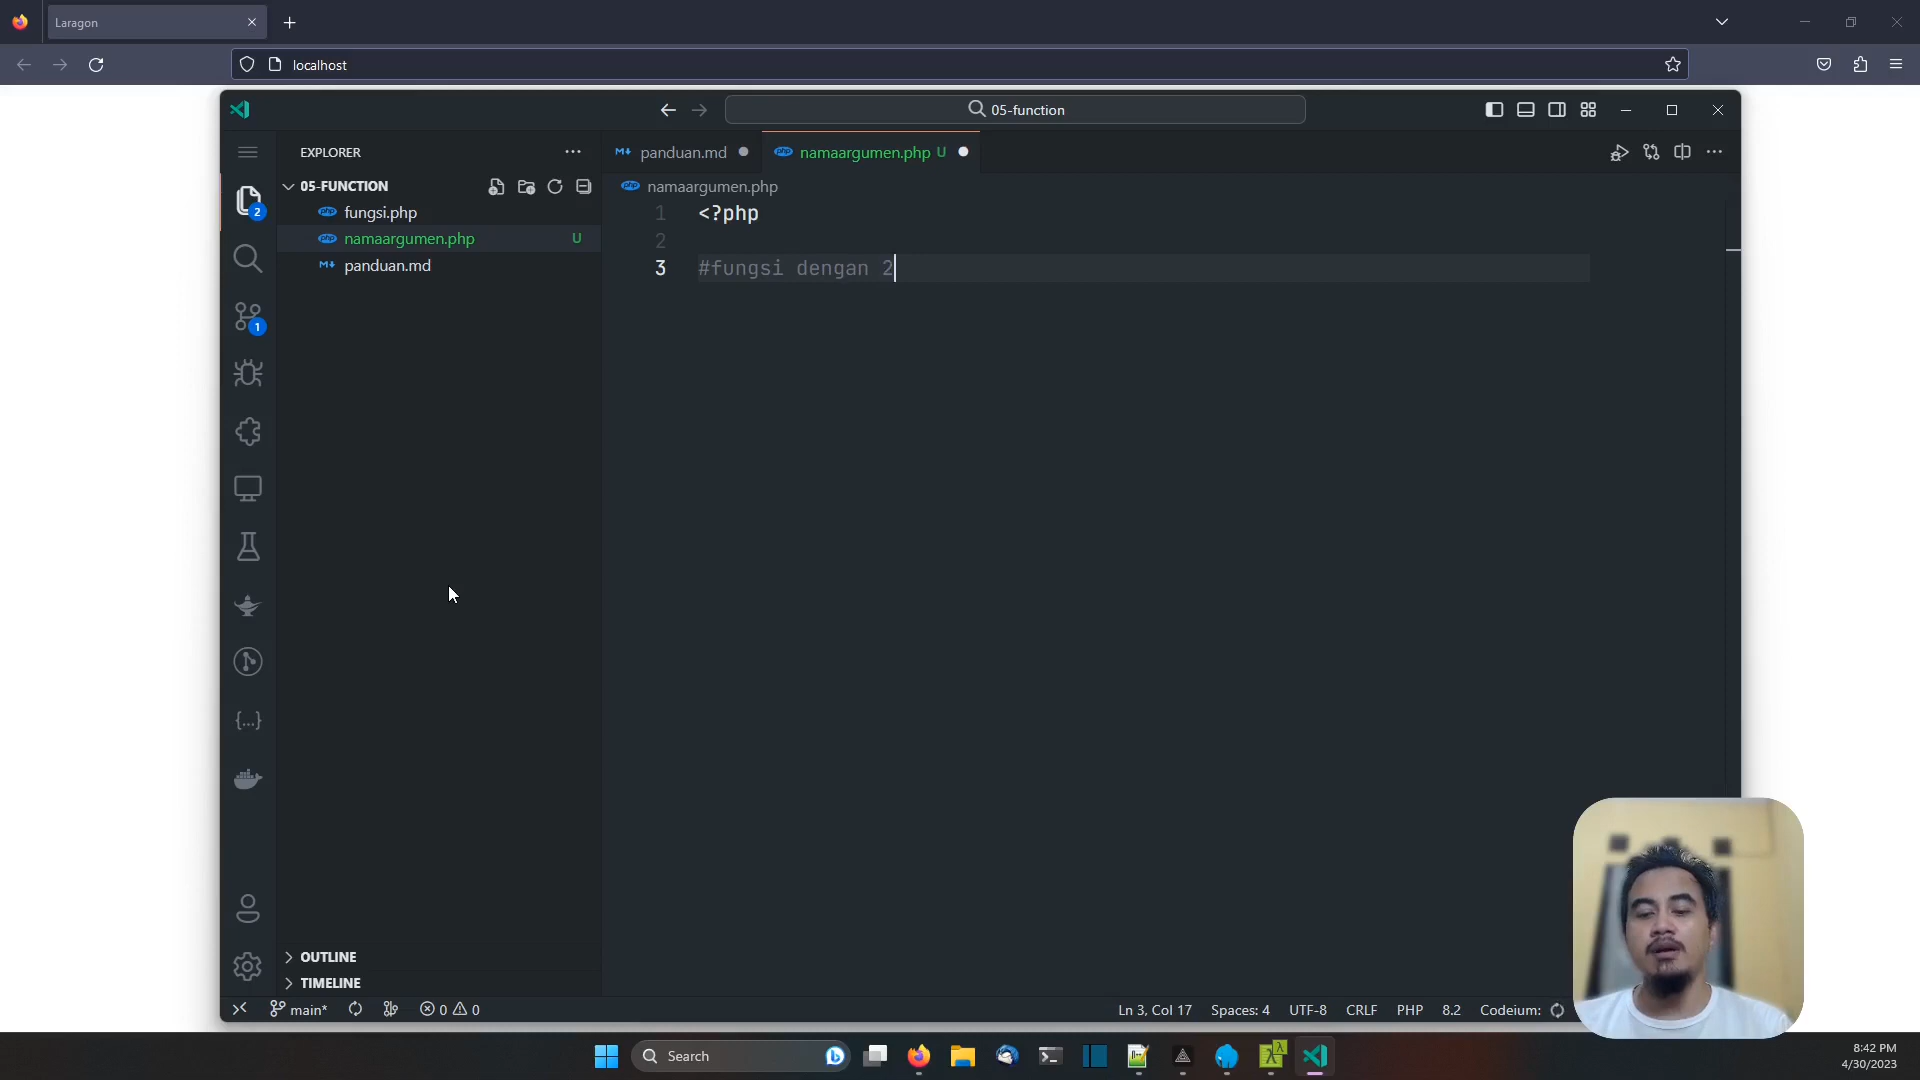 Laragon
localhost
05-function
EXPLORER
panduan.md
namaargumen.php U
05-FUNCTION
namaargumen.php
2
fungsi.php
1 <?php
namaargumen.php U
2
panduan.md
3 #fungsi dengan 2
1
{...}
OUTLINE
TIMELINE
main*
0 0
Ln 3, Col 17
Spaces: 4
UTF-8
CRLF
PHP
8.2
Codeium:
Search
8:42 PM
4/30/2023